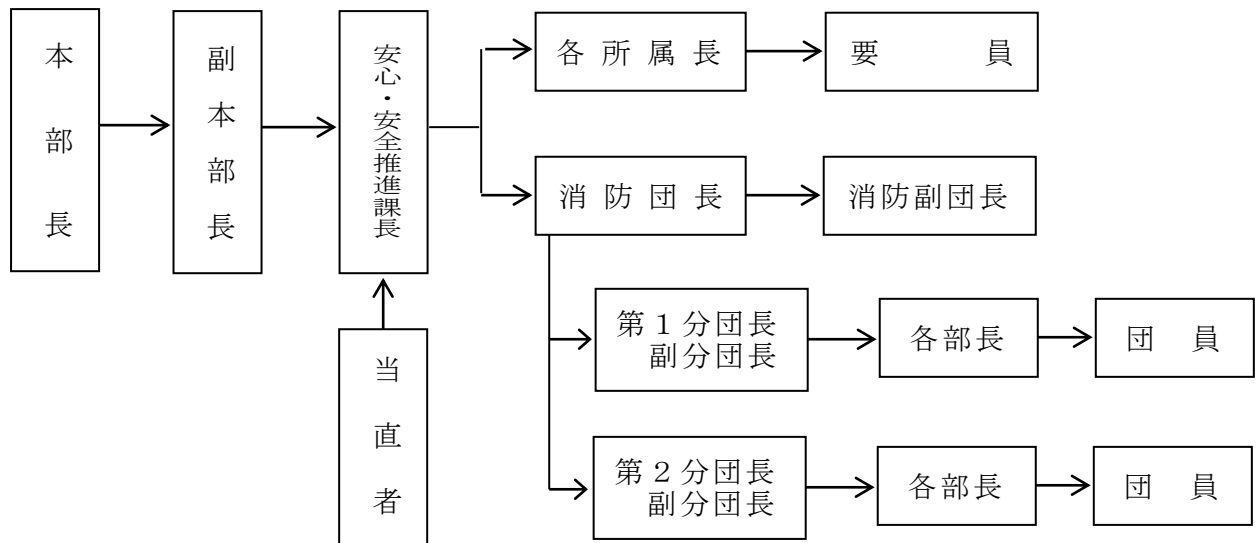 本部長
副本部長
安心・安全推進課長
各所属長
要員
消防団長
消防副団長
第１分団長
副分団長
各部長
団員
当直者
第２分団長
副分団長
各部長
団員